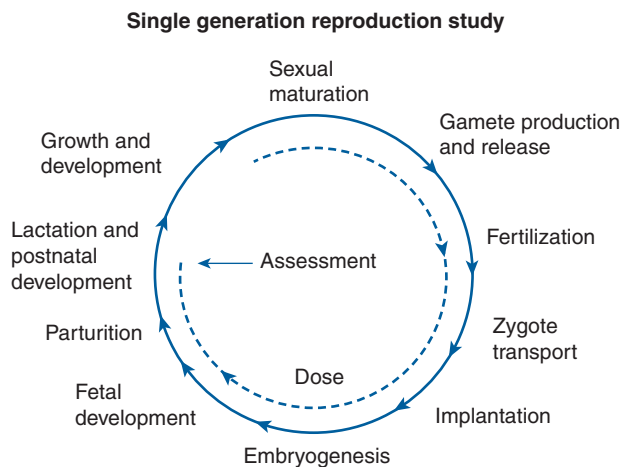 Single generation reproduction study
Sexual
maturation
Gamete production
and release
Fertilization
Zygote
transport
Implantation
Embryogenesis
Fetal
development
Parturition
Lactation and
postnatal
development
Growth and
development
Assessment
Dose